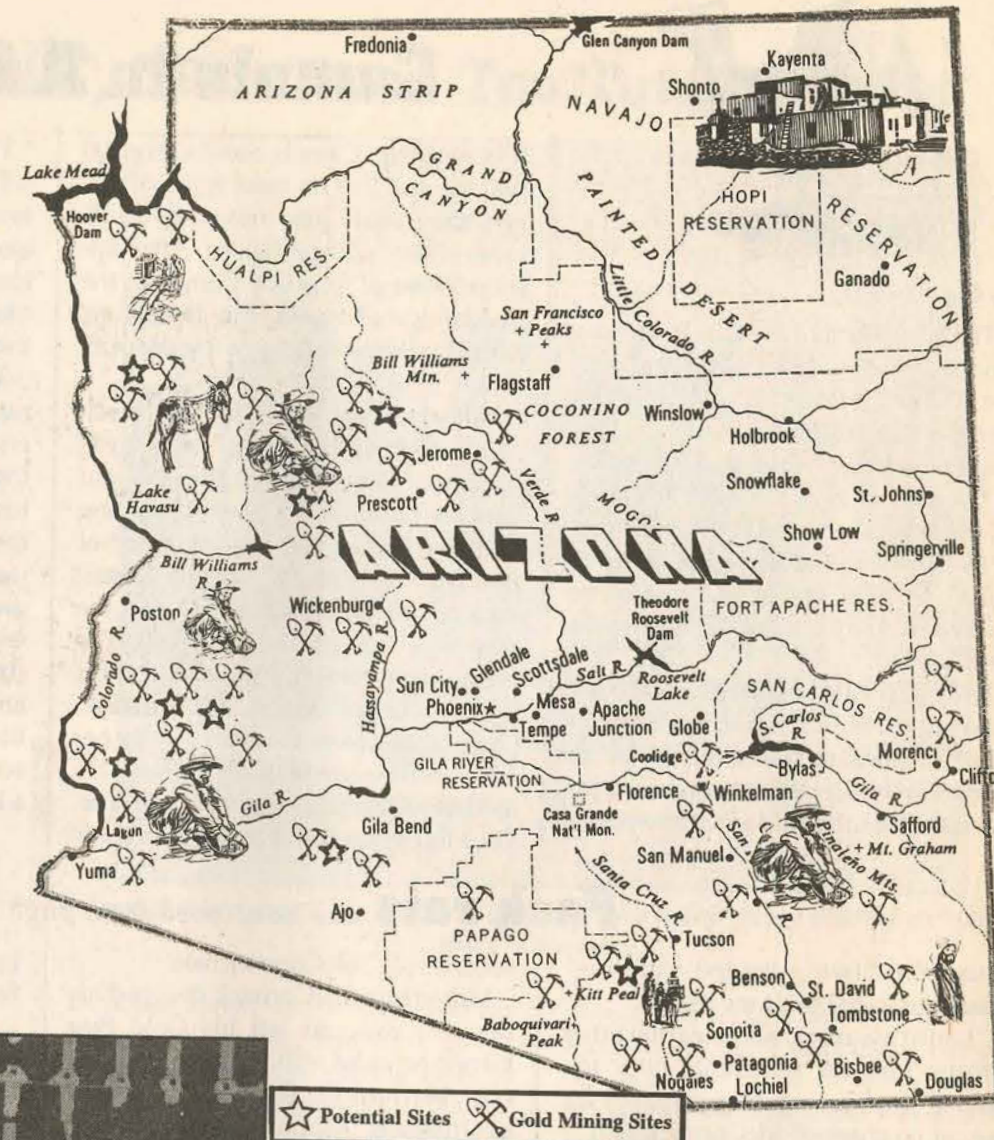 Fredonia
Glen Canyon Dam
Kayenta
ARIZONA STRIP
Shonto
NAVAJO
GRAND
CANYON
Lake Mead
PAINTED
HOPI
RESERVATION
RESERVATION
Hoover
Dam
HUALPI RES.
Ganado
DESERT
Little
Colorado R.
San Francisco
+ Peaks
+
Bill Williams
Mtn. +
Flagstaff
COCONINO
FOREST
Winslow
Holbrook
Jerome
Verde R.
Snowflake
St. Johns
Lake
Havasu
Prescott
MOGO
Show Low
Springerville
ARIZONA
Bill Williams
R.
Poston
Wickenburg
Theodore
Roosevelt
Dam
FORT APACHE RES.
Colorado R.
Hassayampa R.
Glendale
Scottsdale
Salt R.
Roosevelt
Lake
Sun City
Phoenix
Mesa
Tempe
Apache
Junction
Globe
SAN CARLOS RES.
S. Carlos
R.
Morenci
Coolidge
Bylas
Clifto
GILA RIVER
RESERVATION
Florence
Winkelman
Gila R.
Gila R.
Casa Grande
Nat'l Mon.
Safford
Gila Bend
Yuma
San Manuel
San
R.
Pinaleño Mts.
+ Mt. Graham
Santa Cruz R.
Ajo
PAPAGO
RESERVATION
Tucson
+Kitt Peak
Benson
St. David
Tombstone
Baboquivari
Peak
Sonoita
Patagonia
Nogales
Lochiel
Bisbee
Douglas
Potential Sites Gold Mining Sites